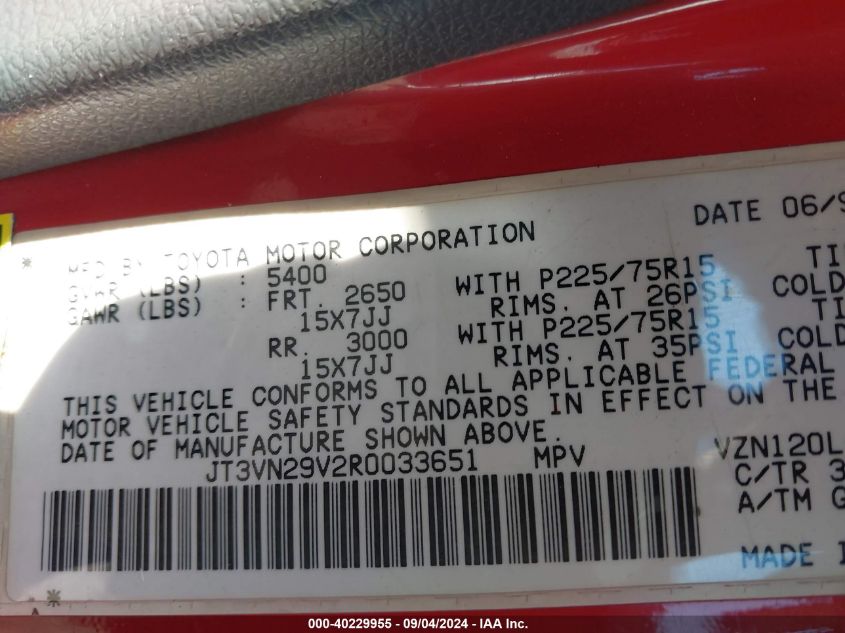 DATE 06/9
MFD BY TOYOTA MOTOR CORPORATION
GVWR (LBS) : 5400
GAWR (LBS) : FRT. 2650 WITH P225/75R15 TI
15X7JJ RIMS. AT 26PSI COLD
RR. 3000 WITH P225/75R15 TI
15X7JJ RIMS. AT 35PSI COLD
THIS VEHICLE CONFORMS TO ALL APPLICABLE FEDERAL
MOTOR VEHICLE SAFETY STANDARDS IN EFFECT ON THE
DATE OF MANUFACTURE SHOWN ABOVE.
JT3VN29V2R0033651 MPV VZN120L
C/TR 3
A/TM G
MADE I
000-40229955 - 09/04/2024 - IAA Inc.